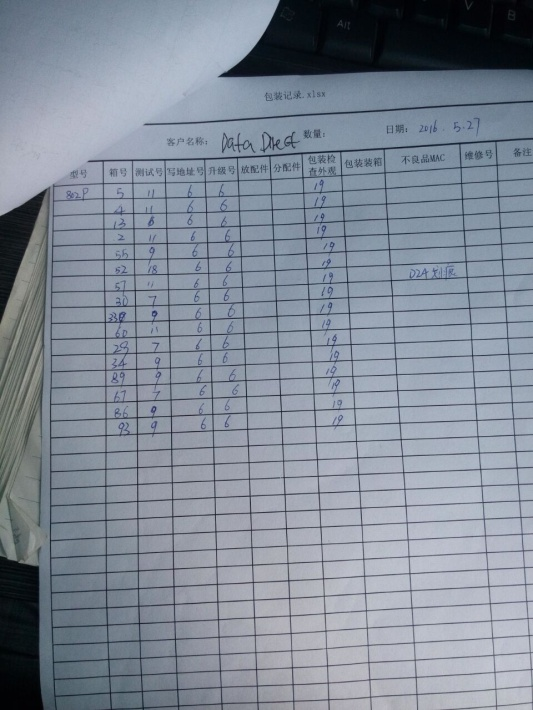 包装记录.xlsx
客户名称: Data Direct 数量: 日期: 2016.5.27
型号 箱号 测试号 写地址号 升级号 放配件 分配件 包装检查外观 包装装箱 不良品MAC 维修号 备注
802P 5 11 6 6 19
4 11 6 6 19
13 8 6 6 19
2 11 6 6 19
55 9 6 6 19
52 18 6 6 19
57 11 6 6 19 D2A划痕
30 7 6 6 19
9 6 6 19
60 11 6 6 19
29 7 6 6 19
34 9 6 6 19
89 9 6 6 19
67 7 6 6 19
86 9 6 6 19
93 9 6 6 19
Alt
V
B